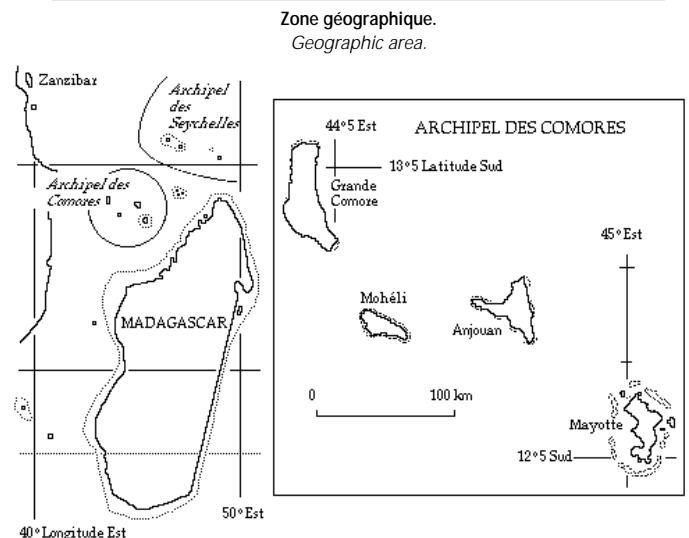 Zone géographique.
Geographic area.
Zanzibar
Archipel
des
Seychelles
Archipel des
Comores
MADAGASCAR
50° Est
40° Longitude Est
44°5 Est
ARCHIPEL DES COMORES
13°5 Latitude Sud
Grande
Comore
45° Est
Mohéli
Anjouan
0
100 km
Mayotte
12°5 Sud